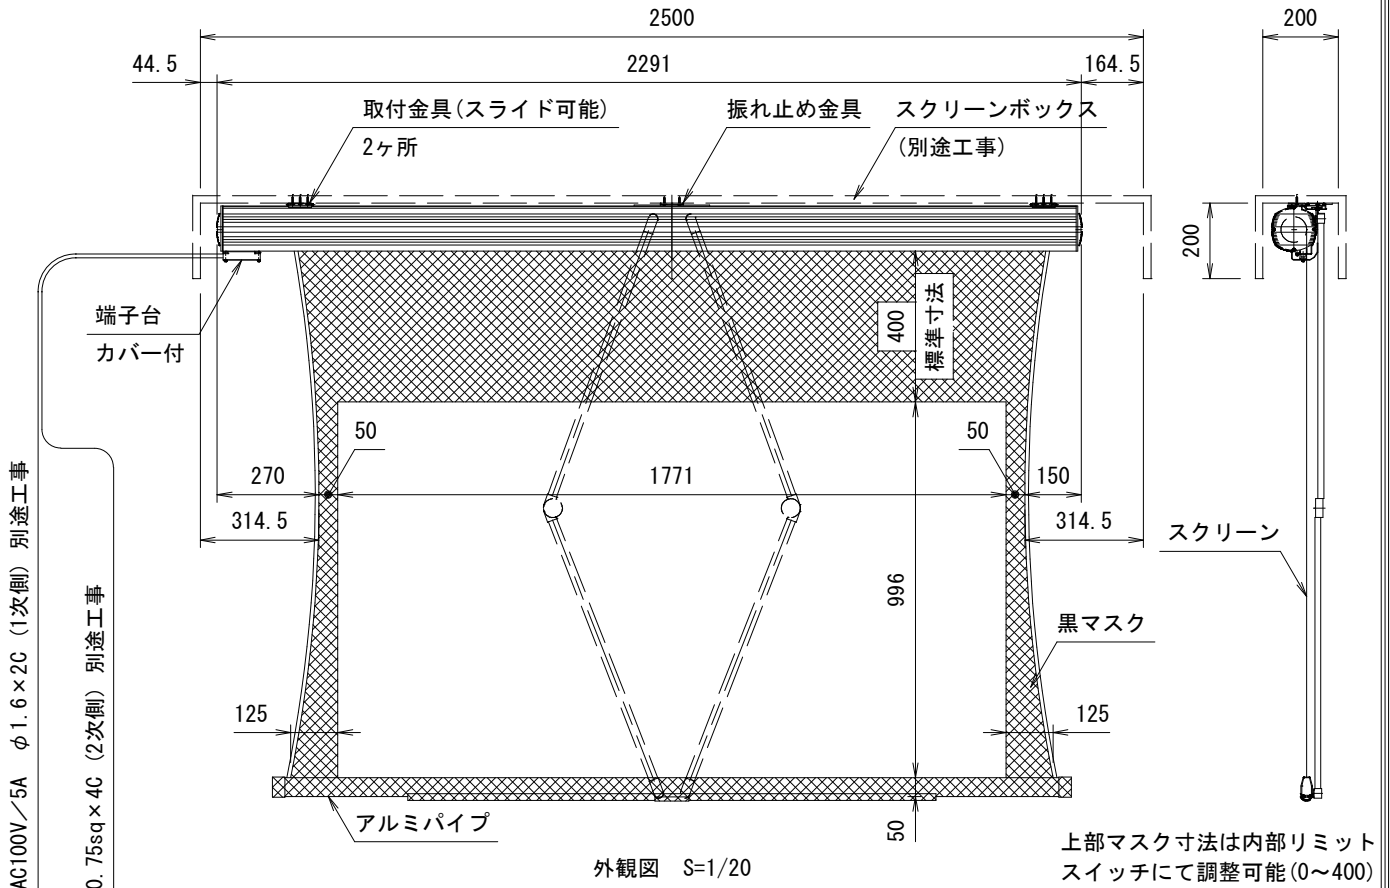 2500
200
44.5
2291
164.5
取付金具(スライド可能)
2ヶ所
振れ止め金具
スクリーンボックス
(別途工事)
200
端子台
カバー付
400
標準寸法
50
50
270
1771
150
314.5
314.5
スクリーン
996
黒マスク
125
125
アルミパイプ
50
外観図 S=1/20
上部マスク寸法は内部リミット
スイッチにて調整可能(0～400)
AC100V／5A φ1.6×2C (1次側) 別途工事
0.75sq×4C (2次側) 別途工事